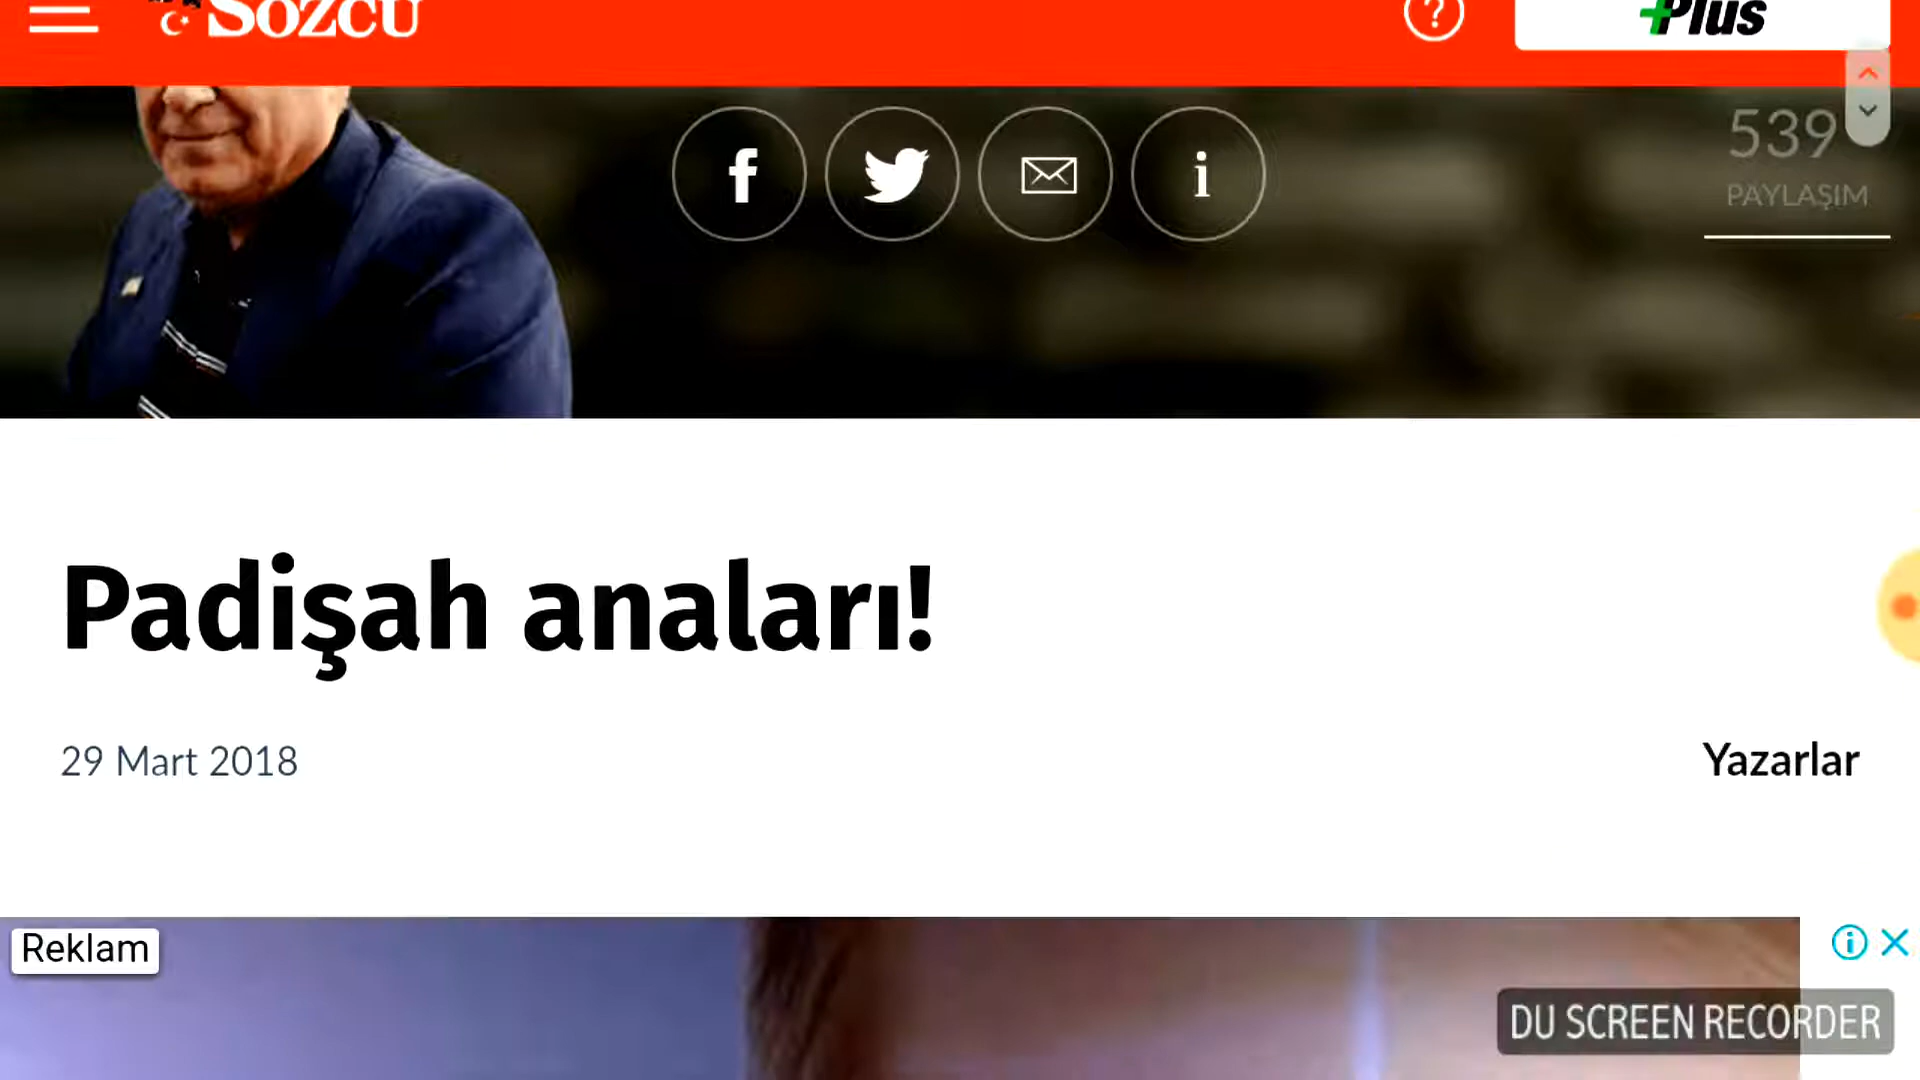 Sözcü
?
+Plus
f
i
539
PAYLAŞIM
Padişah anaları!
29 Mart 2018
Yazarlar
Reklam
DU SCREEN RECORDER